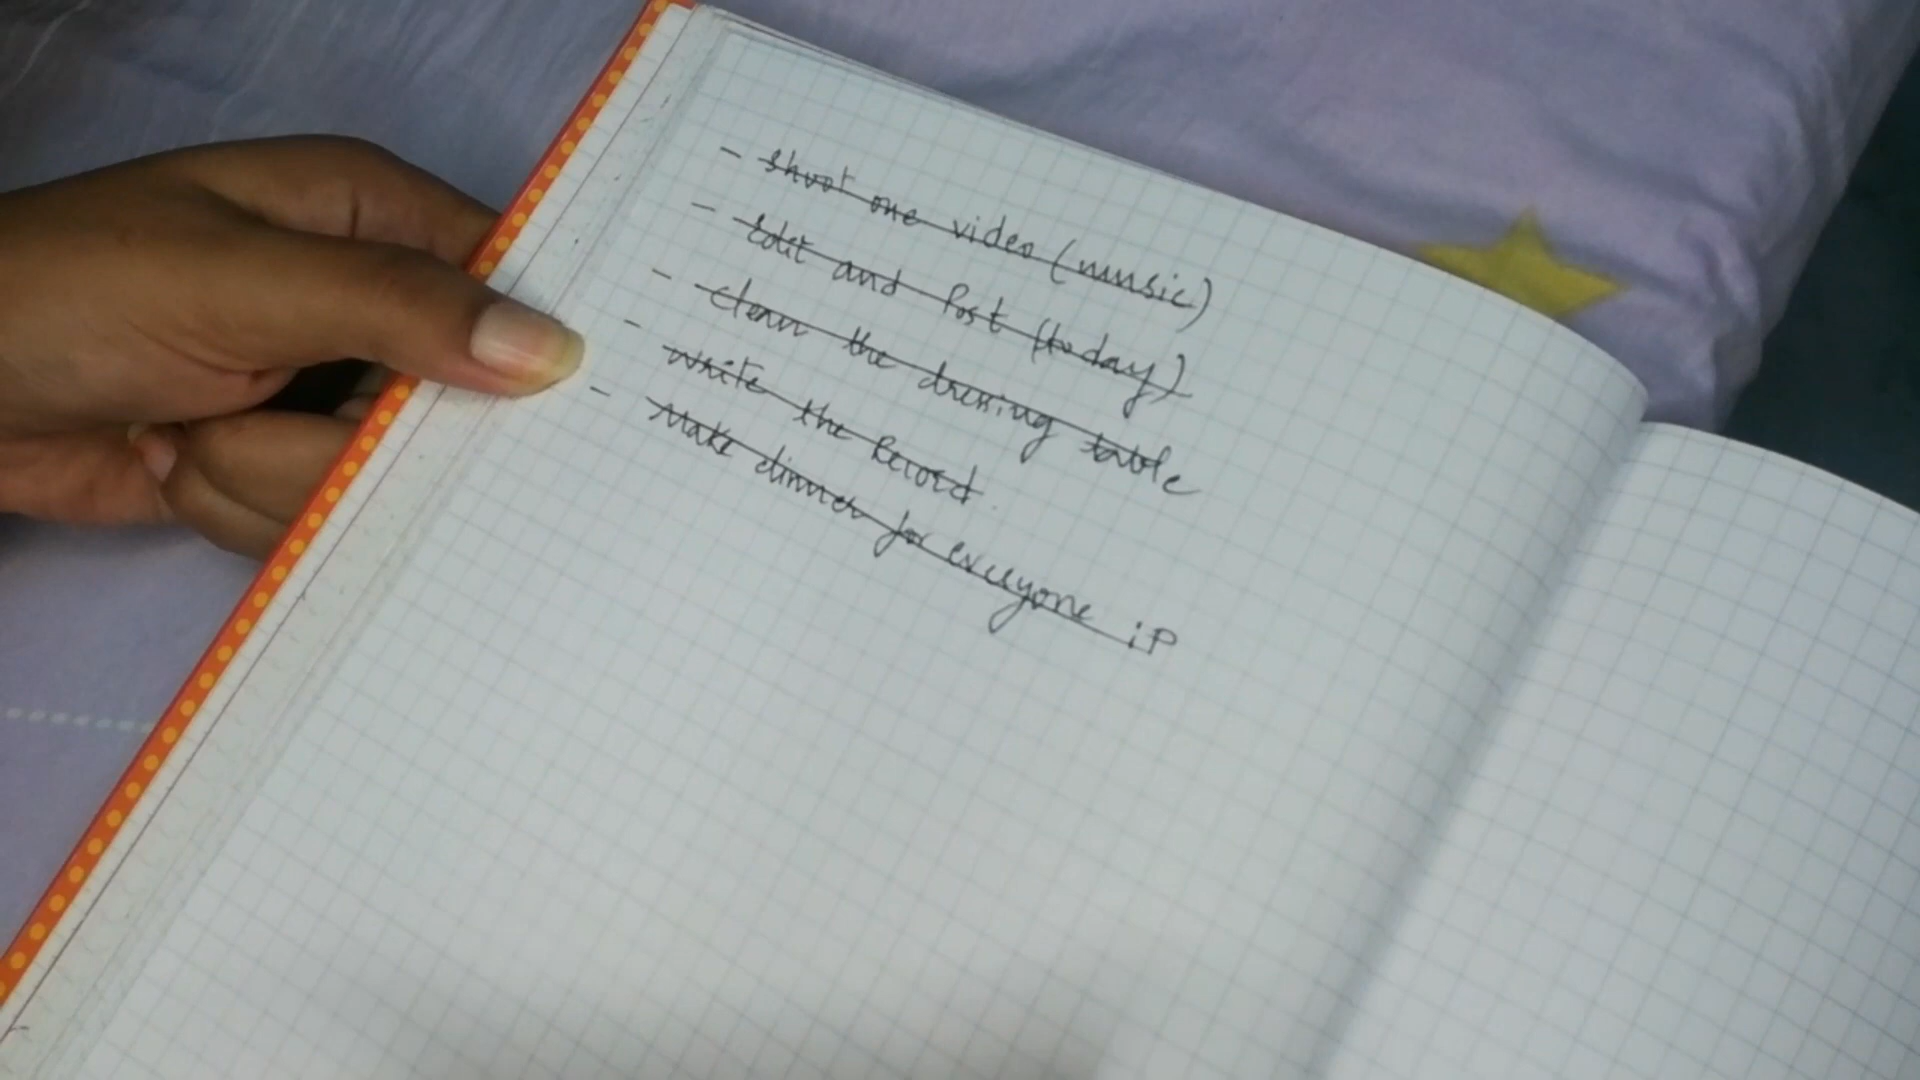 - Shoot one video (music)
- Edit and Post (today)
- clean the dressing table
- Write the Record
- Make dinner for everyone :P